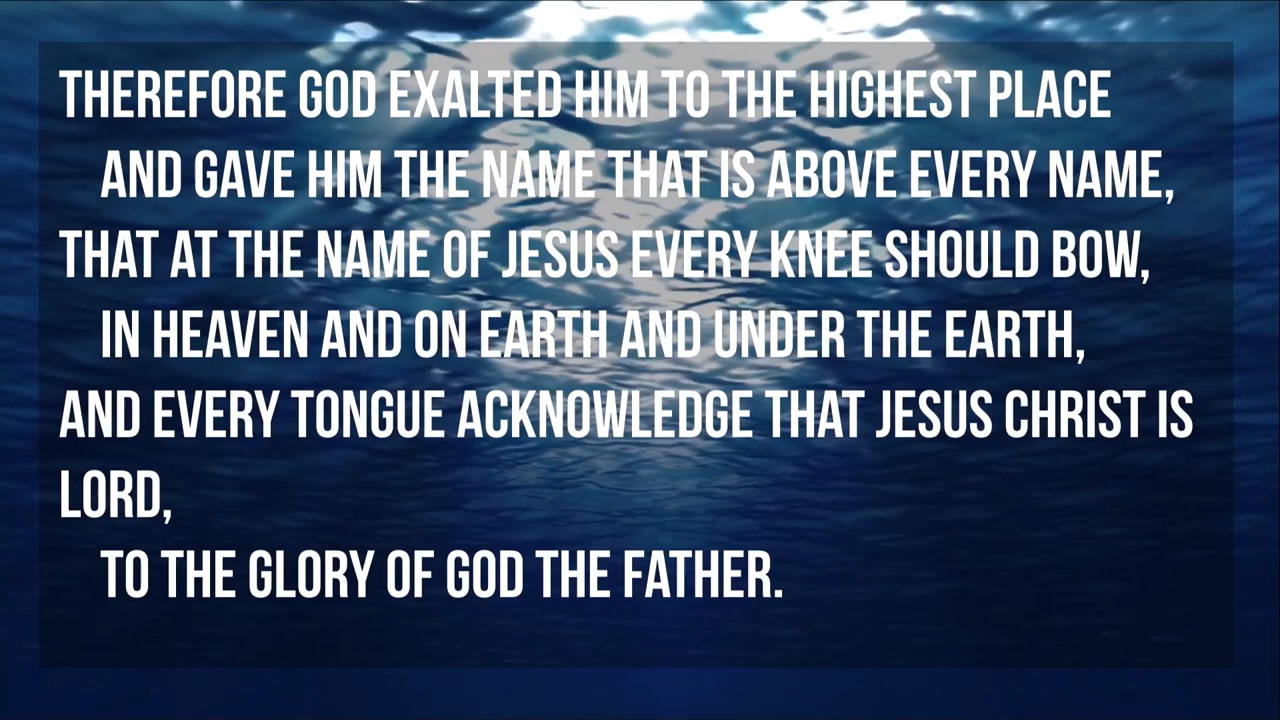 THEREFORE GOD EXALTED HIM TO THE HIGHEST PLACE
AND GAVE HIM THE NAME THAT IS ABOVE EVERY NAME,
THAT AT THE NAME OF JESUS EVERY KNEE SHOULD BOW,
IN HEAVEN AND ON EARTH AND UNDER THE EARTH,
AND EVERY TONGUE ACKNOWLEDGE THAT JESUS CHRIST IS
LORD,
TO THE GLORY OF GOD THE FATHER.